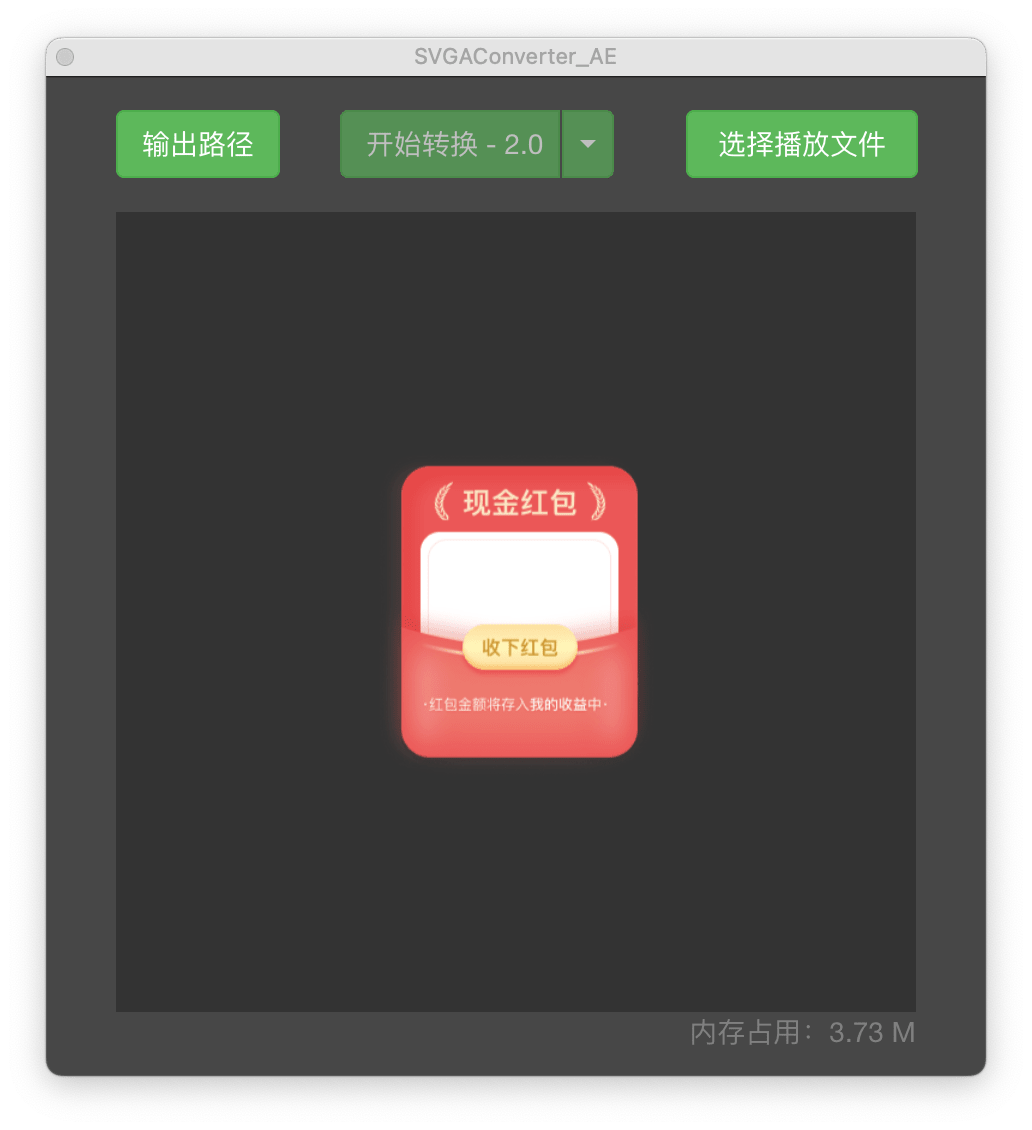 SVGAConverter_AE
输出路径
开始转换 - 2.0
选择播放文件
现金红包
收下红包
·红包金额将存入我的收益中·
内存占用：3.73 M